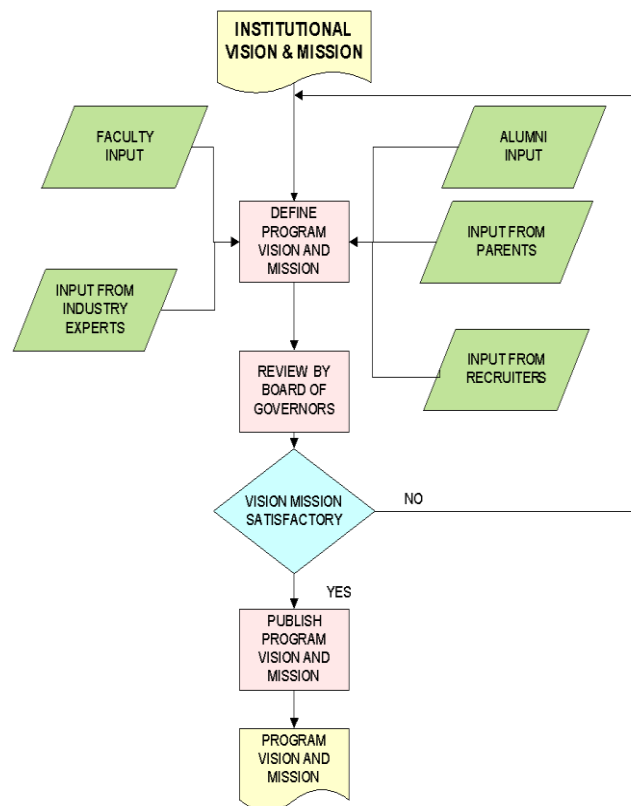 INSTITUTIONAL
VISION & MISSION
FACULTY
INPUT
ALUMNI
INPUT
DEFINE
PROGRAM
VISION AND
MISSION
INPUT FROM
PARENTS
INPUT FROM
INDUSTRY
EXPERTS
INPUT FROM
RECRUITERS
REVIEW BY
BOARD OF
GOVERNORS
VISION MISSION
SATISFACTORY
NO
YES
PUBLISH
PROGRAM
VISION AND
MISSION
PROGRAM
VISION AND
MISSION